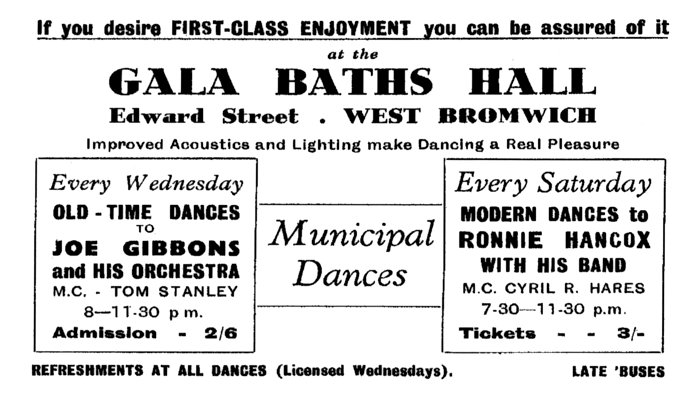 If you desire FIRST-CLASS ENJOYMENT you can be assured of it
at the
GALA BATHS HALL
Edward Street . WEST BROMWICH
Improved Acoustics and Lighting make Dancing a Real Pleasure
Every Wednesday
OLD-TIME DANCES
TO
JOE GIBBONS
and HIS ORCHESTRA
M.C. - TOM STANLEY
8—11-30 p m.
Admission - 2/6
Municipal
Dances
Every Saturday
MODERN DANCES to
RONNIE HANCOX
WITH HIS BAND
M.C. CYRIL R. HARES
7-30—11-30 p.m.
Tickets - - 3/-
REFRESHMENTS AT ALL DANCES (Licensed Wednesdays). LATE 'BUSES